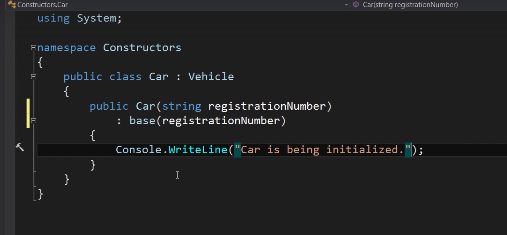 Constructors.Car
Car(string registrationNumber)
using System;
namespace Constructors
{
public class Car : Vehicle
{
public Car(string registrationNumber)
: base(registrationNumber)
{
Console.WriteLine("Car is being initialized.");
}
}
}